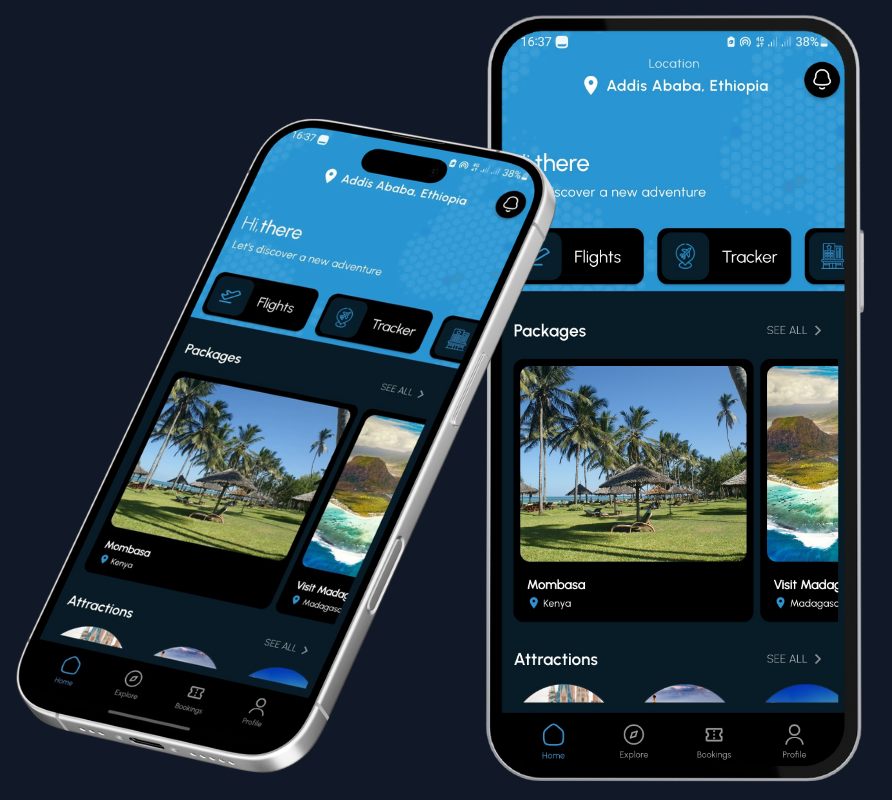 16:37
38%
Addis Ababa, Ethiopia
Hi, there
Let's discover a new adventure
Flights
Tracker
Packages
SEE ALL
Mombasa
Kenya
Visit Madag
Madagasc
Attractions
SEE ALL
Home
Explore
Bookings
Profile
16:37
4G
38%
Location
Addis Ababa, Ethiopia
there
scover a new adventure
Flights
Tracker
Packages
SEE ALL
Mombasa
Kenya
Visit Madag
Madagasc
Attractions
SEE ALL
Home
Explore
Bookings
Profile